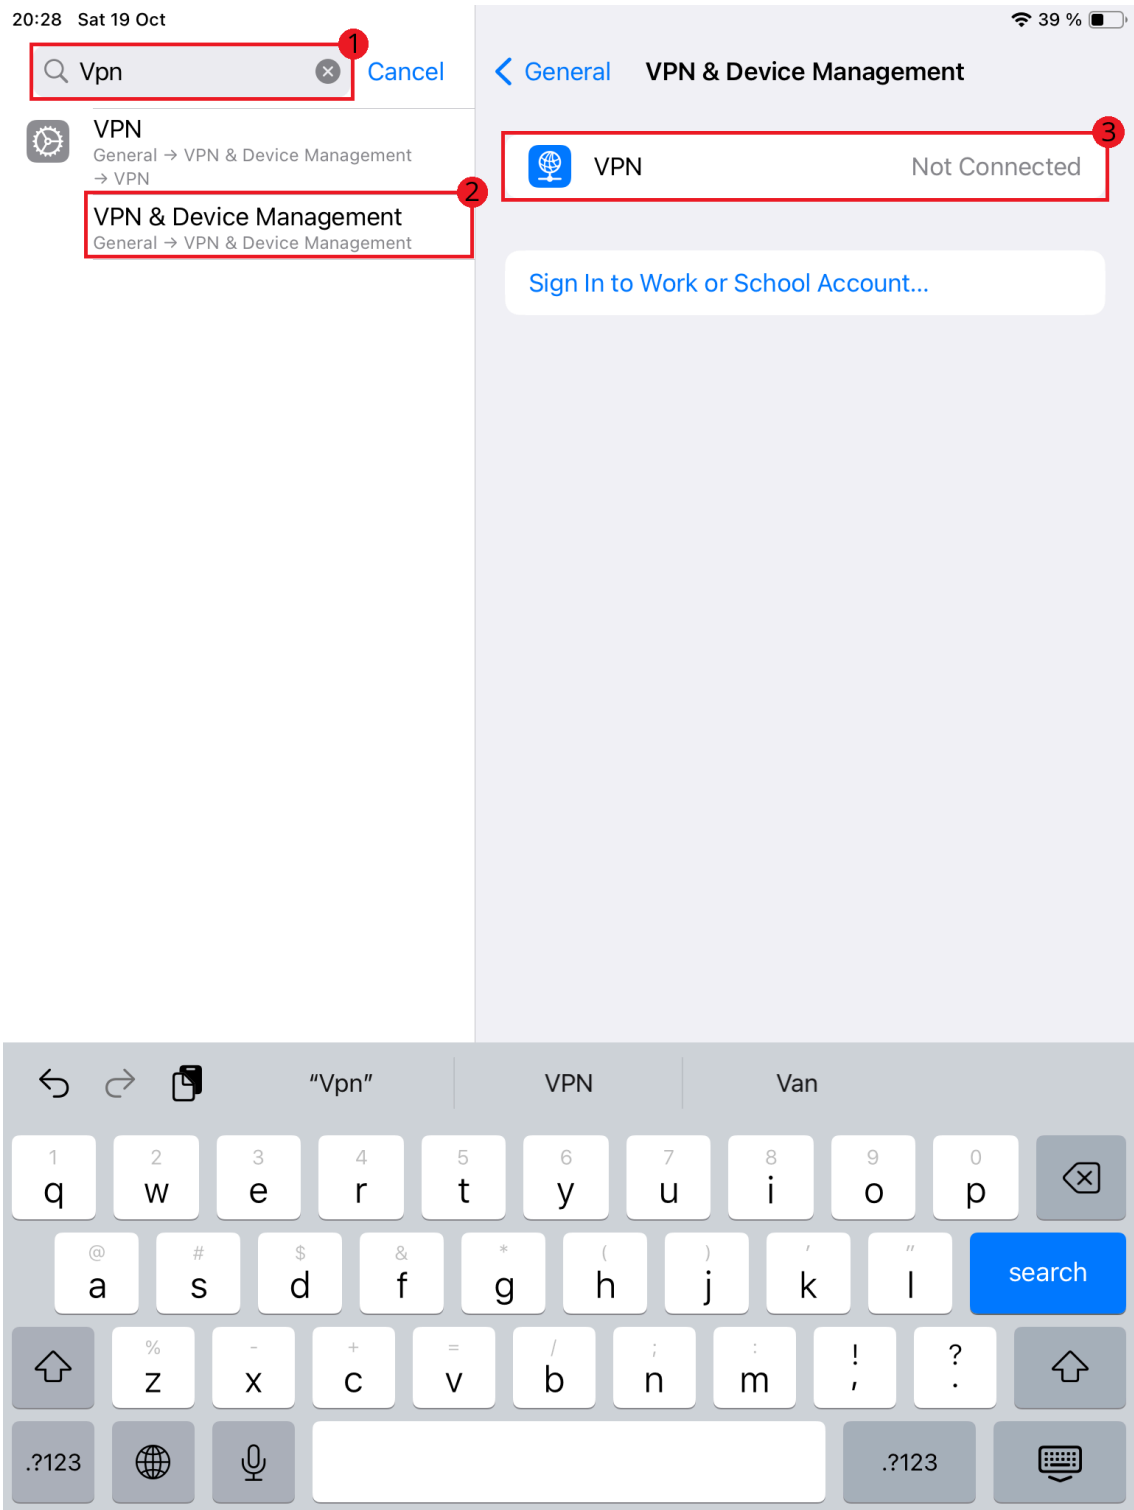 20:28 Sat 19 Oct
39 %
1
Vpn
Cancel
General
VPN & Device Management
VPN
General → VPN & Device Management
→ VPN
2
VPN & Device Management
General → VPN & Device Management
3
VPN
Not Connected
Sign In to Work or School Account...
“Vpn”
VPN
Van
1 2 3 4 5 6 7 8 9 0
q w e r t y u i o p
@ # $ & * ( ) ' "
a s d f g h j k l
search
% - + = / ; : ! ?
z x c v b n m , .
.?123
.?123